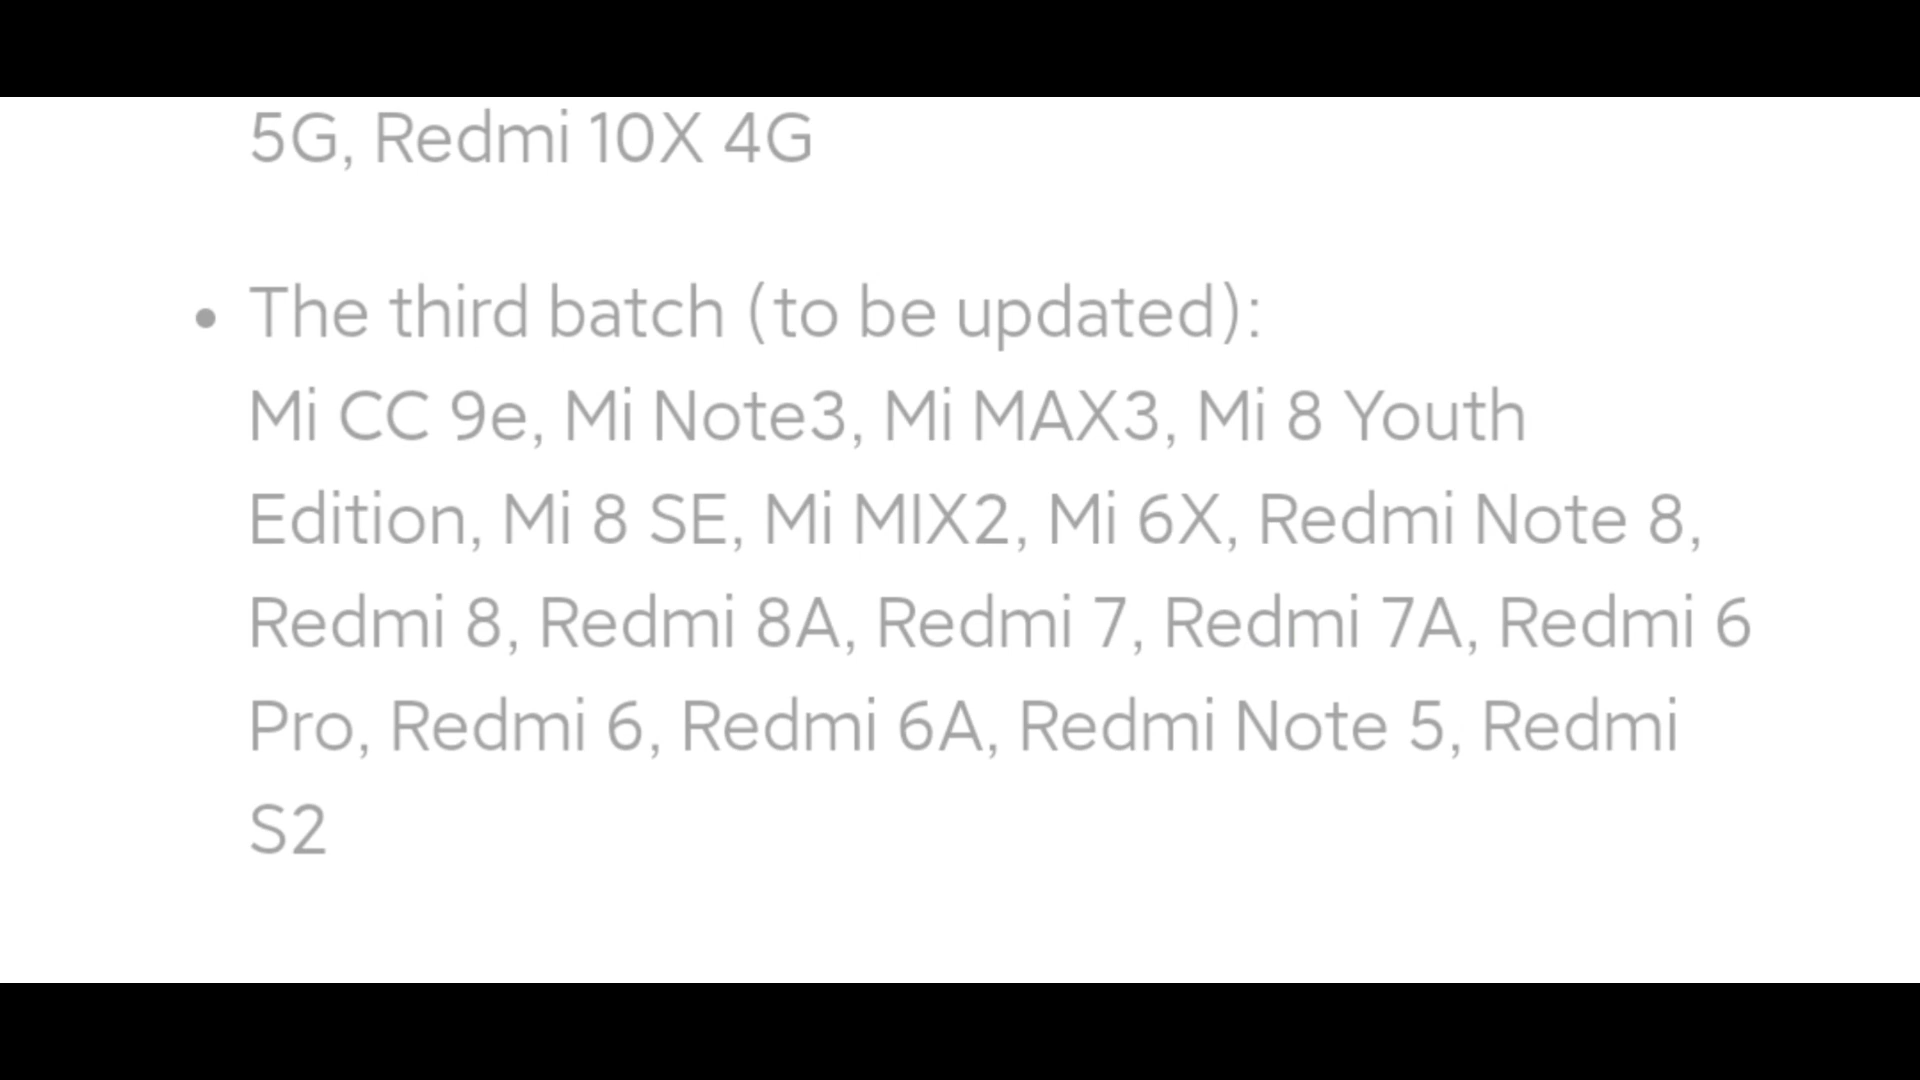 5G, Redmi 10X 4G
• The third batch (to be updated):
Mi CC 9e, Mi Note3, Mi MAX3, Mi 8 Youth
Edition, Mi 8 SE, Mi MIX2, Mi 6X, Redmi Note 8,
Redmi 8, Redmi 8A, Redmi 7, Redmi 7A, Redmi 6
Pro, Redmi 6, Redmi 6A, Redmi Note 5, Redmi
S2